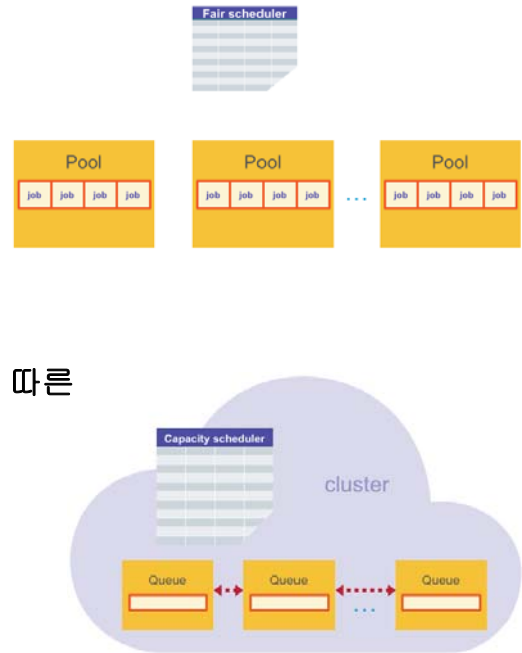 Fair scheduler
Pool Pool Pool
job job job job job job job job ... job job job job
따른
Capacity scheduler
cluster
Queue Queue Queue
...